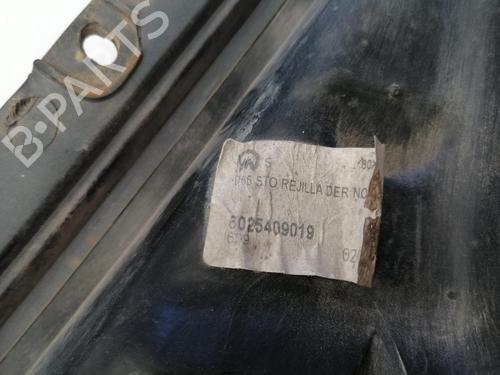 B-PARTS
S
STO REJILLA DER NO
6025409019
02